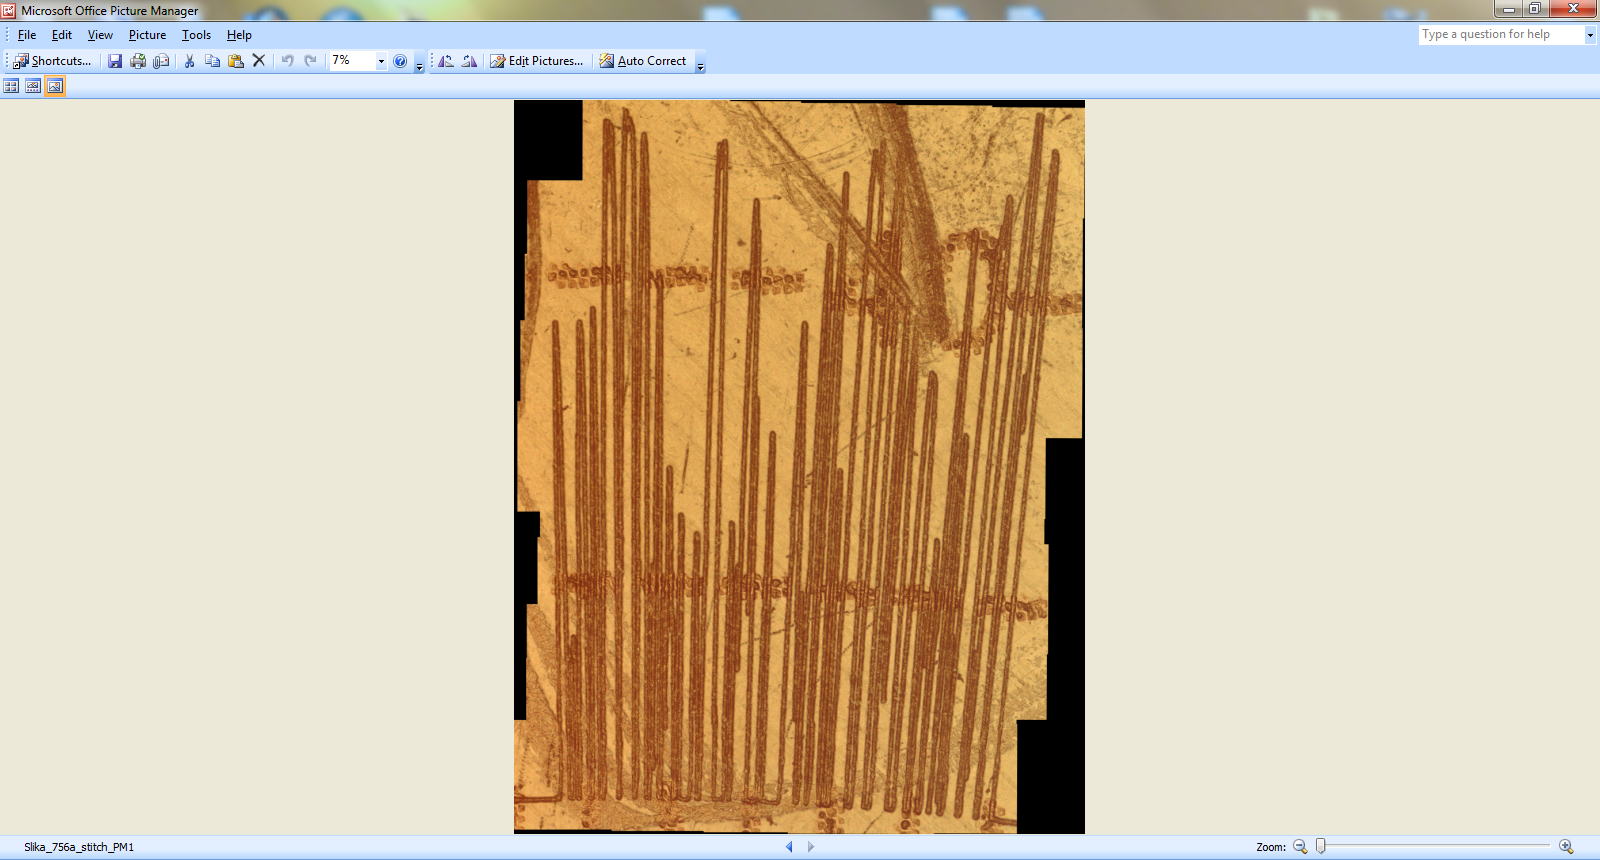 Microsoft Office Picture Manager
File Edit View Picture Tools Help
Type a question for help
Shortcuts... 7% Edit Pictures... Auto Correct
Slika_756a_stitch_PM1
Zoom: